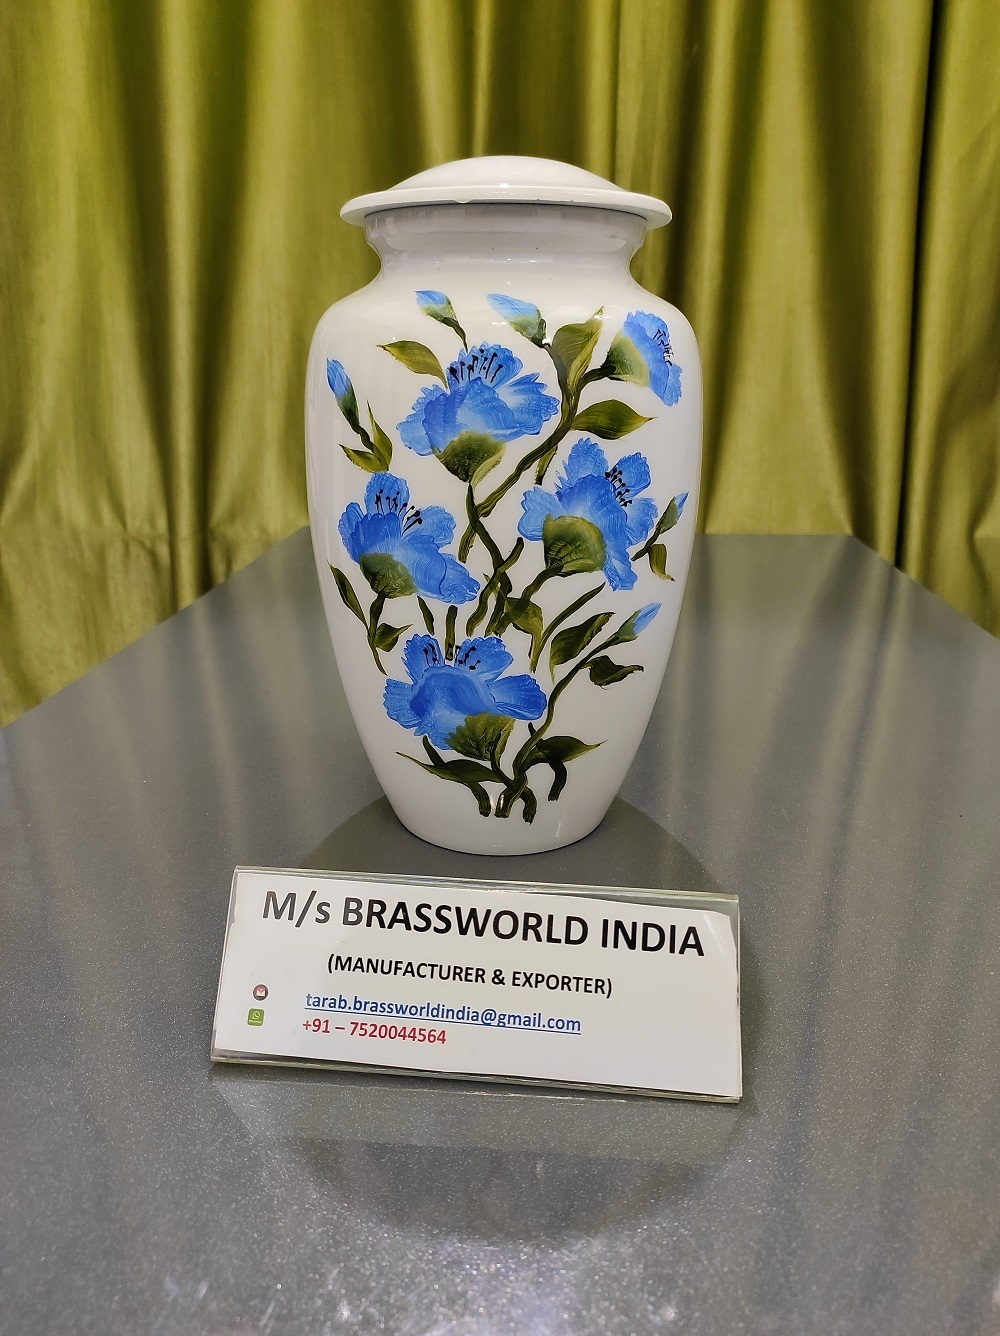 M/s BRASSWORLD INDIA
(MANUFACTURER & EXPORTER)
tarab.brassworldindia@gmail.com
+91 – 7520044564